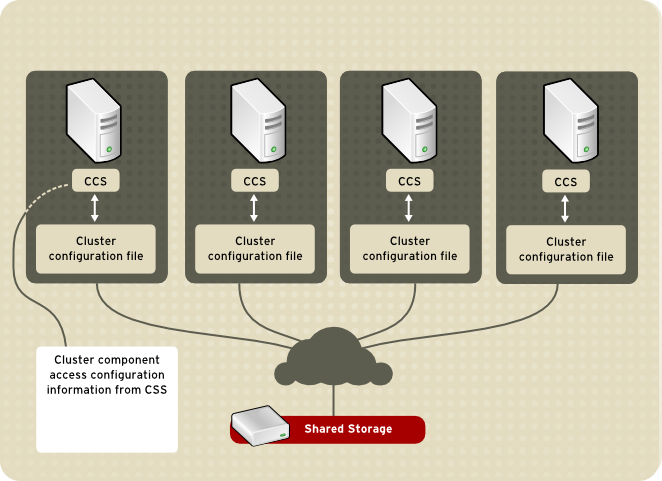 CCS
CCS
CCS
CCS
Cluster
configuration file
Cluster
configuration file
Cluster
configuration file
Cluster
configuration file
Cluster component
access configuration
information from CSS
Shared Storage